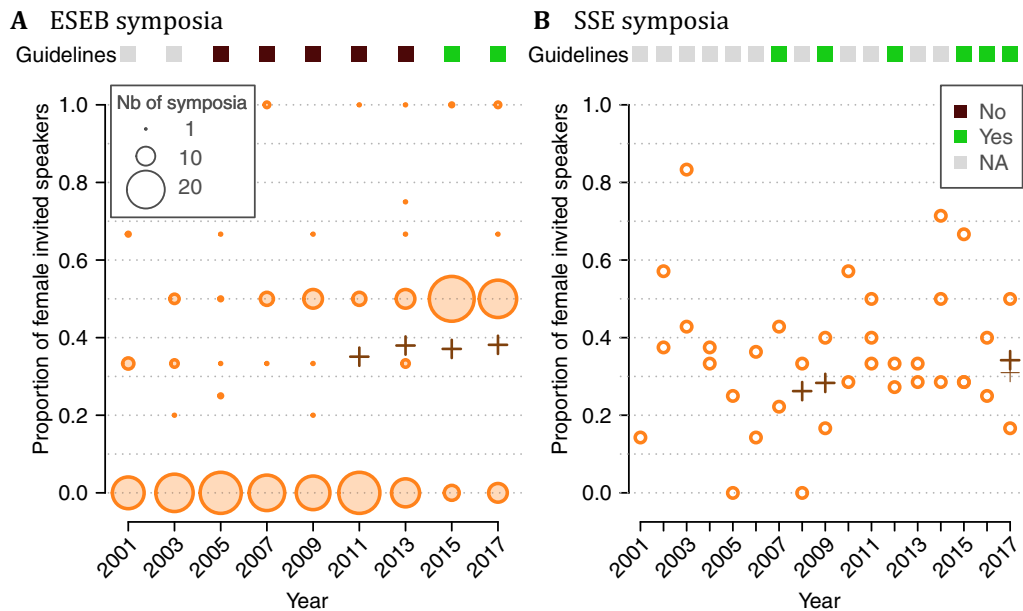 A ESEB symposia
Guidelines
Nb of symposia
1
10
20
Proportion of female invited speakers
1.0
0.8
0.6
0.4
0.2
0.0
2001
2003
2005
2007
2009
2011
2013
2015
2017
Year
B SSE symposia
Guidelines
No
Yes
NA
Proportion of female invited speakers
1.0
0.8
0.6
0.4
0.2
0.0
2001
2003
2005
2007
2009
2011
2013
2015
2017
Year